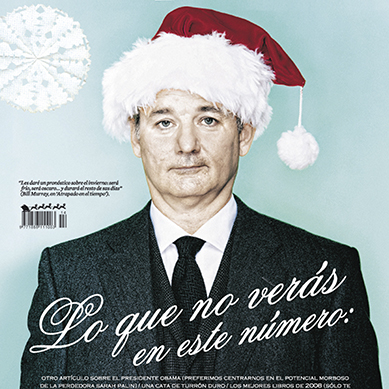 "Les daré un pronóstico sobre el invierno: será
frío, será oscuro... y durará el resto de sus días"
(Bill Murray, en 'Atrapado en el tiempo').
Lo que no verás
en este número:
OTRO ARTÍCULO SOBRE EL PRESIDENTE OBAMA (PREFERIMOS CENTRARNOS EN EL POTENCIAL MORBOSO
DE LA PERDEDORA SARAH PALIN) / UNA CATA DE TURRÓN DURO / LOS MEJORES LIBROS DE 2008 (SÓLO TE